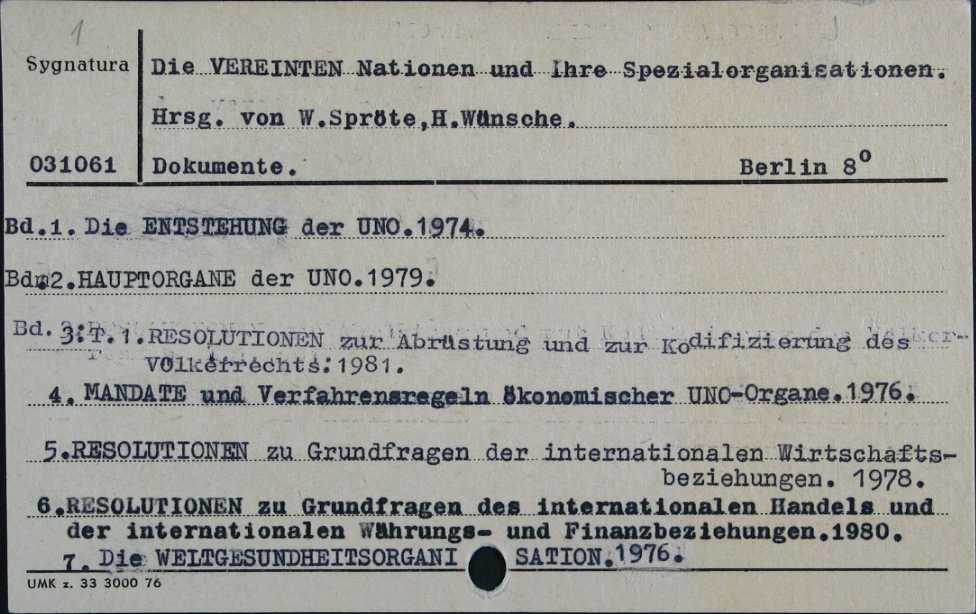 1
Sygnatura
Die VEREINTEN Nationen und Ihre Spezialorganisationen.
Hrsg. von W.Spröte,H.Wünsche.
031061
Dokumente. Berlin 8⁰
Bd.1. Die ENTSTEHUNG der UNO.1974.
Bd.2.HAUPTORGANE der UNO.1979.
Bd. 3:T.1.RESOLUTIONEN zur Abrüstung und zur Kodifizierung des
Völkerrechts.1981.
4. MANDATE und Verfahrensregeln ökonomischer UNO-Organe.1976.
5.RESOLUTIONEN zu Grundfragen der internationalen Wirtschafts-
beziehungen. 1978.
6.RESOLUTIONEN zu Grundfragen des internationalen Handels und
der internationalen Währungs- und Finanzbeziehungen.1980.
7. Die WELTGESUNDHEITSORGANI SATION.1976.
UMK z. 33 3000 76